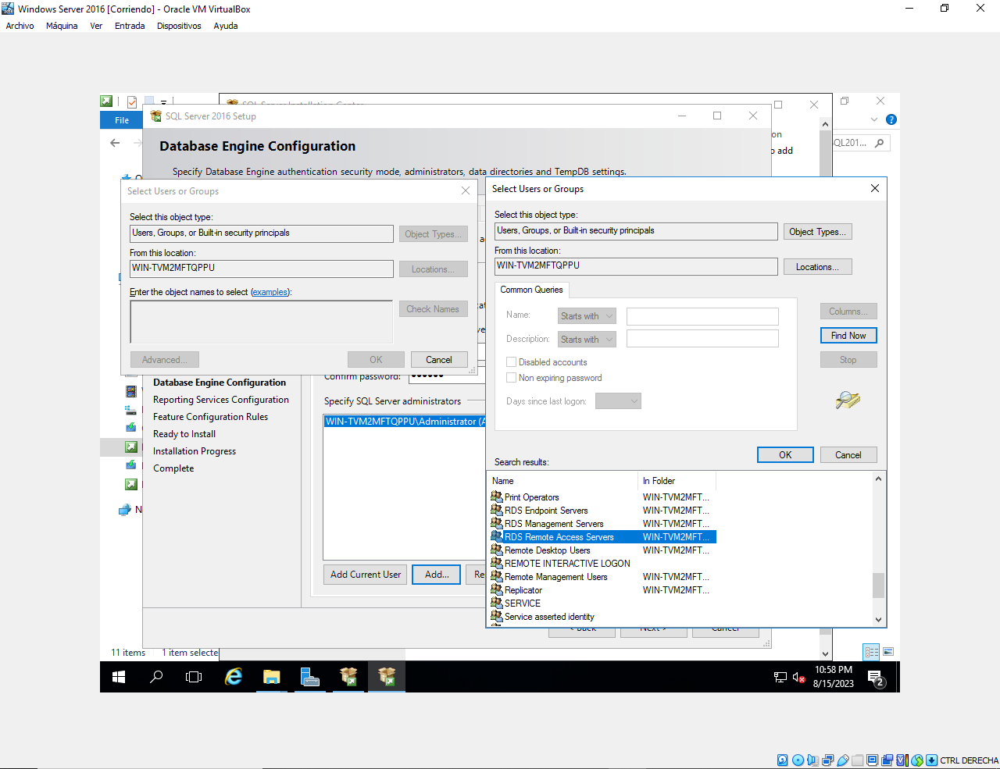 Windows Server 2016 [Corriendo] - Oracle VM VirtualBox
Archivo Máquina Ver Entrada Dispositivos Ayuda
SQL Server Installation Center
SQL Server 2016 Setup
File
Database Engine Configuration
Specify Database Engine authentication security mode, administrators, data directories and TempDB settings.
on
o add
SQL201...
Select Users or Groups
Select this object type:
Users, Groups, or Built-in security principals
Object Types...
From this location:
WIN-TVM2MFTQPPU
Locations...
Enter the object names to select (examples):
Check Names
Advanced...
OK
Cancel
Confirm password:
Database Engine Configuration
Reporting Services Configuration
Feature Configuration Rules
Ready to Install
Installation Progress
Complete
Specify SQL Server administrators
WIN-TVM2MFTQPPU\Administrator (A
Add Current User
Add...
Re
Select Users or Groups
Select this object type:
Users, Groups, or Built-in security principals
Object Types...
From this location:
WIN-TVM2MFTQPPU
Locations...
Common Queries
Name:
Starts with
Description:
Starts with
Disabled accounts
Non expiring password
Days since last logon:
Columns...
Find Now
Stop
OK
Cancel
Search results:
Name In Folder
Print Operators WIN-TVM2MFT...
RDS Endpoint Servers WIN-TVM2MFT...
RDS Management Servers WIN-TVM2MFT...
RDS Remote Access Servers WIN-TVM2MFT...
Remote Desktop Users WIN-TVM2MFT...
REMOTE INTERACTIVE LOGON
Remote Management Users WIN-TVM2MFT...
Replicator WIN-TVM2MFT...
SERVICE
Service asserted identity
< Back
Next >
Cancel
11 items 1 item selecte
10:58 PM
8/15/2023
2
CTRL DERECHA